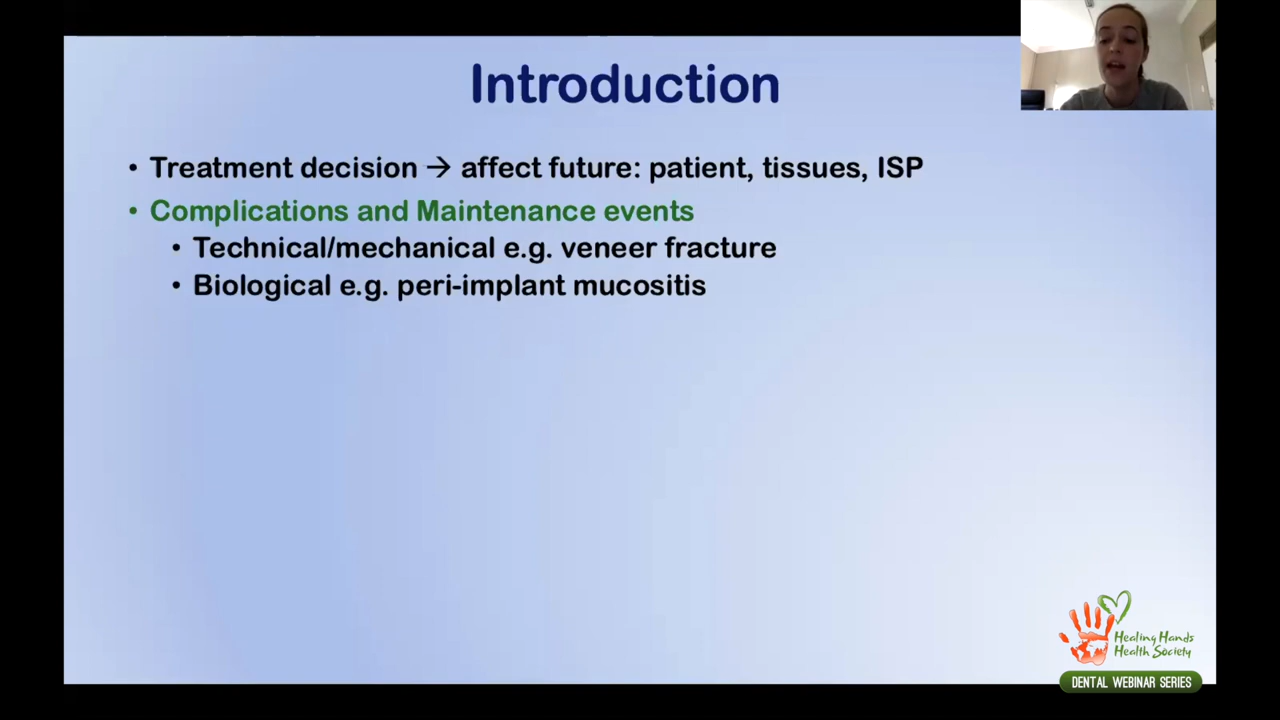 Introduction
• Treatment decision → affect future: patient, tissues, ISP
• Complications and Maintenance events
• Technical/mechanical e.g. veneer fracture
• Biological e.g. peri-implant mucositis
Healing Hands
Health Society
DENTAL WEBINAR SERIES